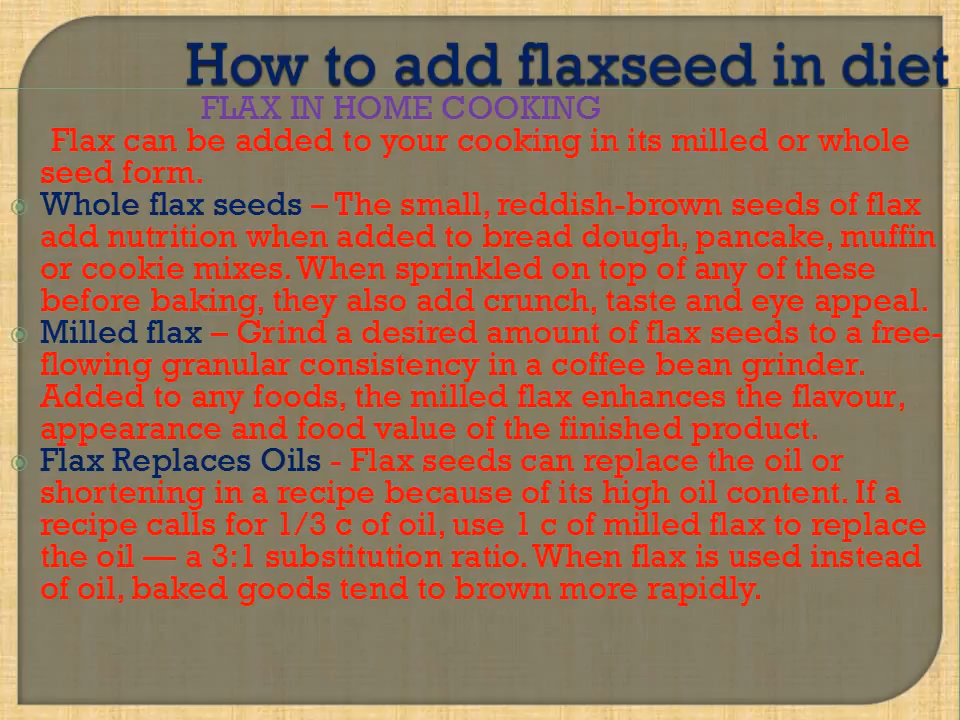 How to add flaxseed in diet
FLAX IN HOME COOKING
Flax can be added to your cooking in its milled or whole
seed form.
Whole flax seeds – The small, reddish-brown seeds of flax
add nutrition when added to bread dough, pancake, muffin
or cookie mixes. When sprinkled on top of any of these
before baking, they also add crunch, taste and eye appeal.
Milled flax – Grind a desired amount of flax seeds to a free-
flowing granular consistency in a coffee bean grinder.
Added to any foods, the milled flax enhances the flavour,
appearance and food value of the finished product.
Flax Replaces Oils - Flax seeds can replace the oil or
shortening in a recipe because of its high oil content. If a
recipe calls for 1/3 c of oil, use 1 c of milled flax to replace
the oil — a 3:1 substitution ratio. When flax is used instead
of oil, baked goods tend to brown more rapidly.